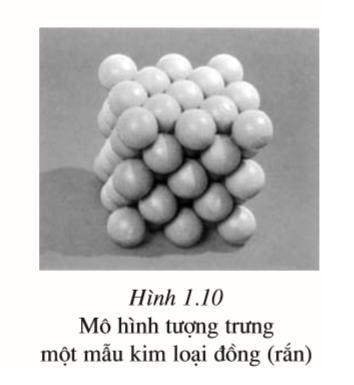 Hình 1.10
Mô hình tượng trưng
một mẫu kim loại đồng (rắn)